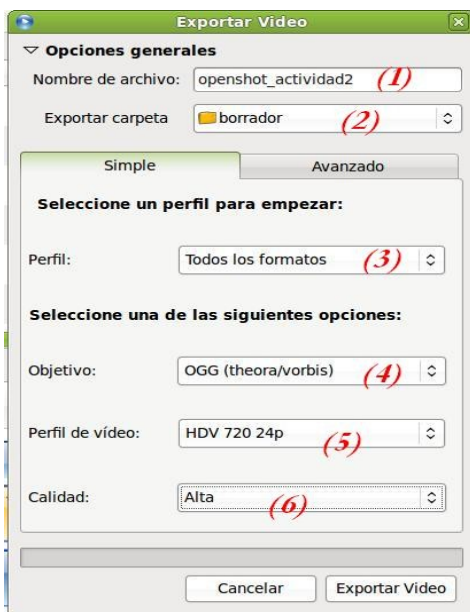 Exportar Video
Opciones generales
Nombre de archivo: openshot_actividad2 (1)
Exportar carpeta borrador (2)
Simple Avanzado
Seleccione un perfil para empezar:
Perfil: Todos los formatos (3)
Seleccione una de las siguientes opciones:
Objetivo: OGG (theora/vorbis) (4)
Perfil de vídeo: HDV 720 24p (5)
Calidad: Alta (6)
Cancelar Exportar Video